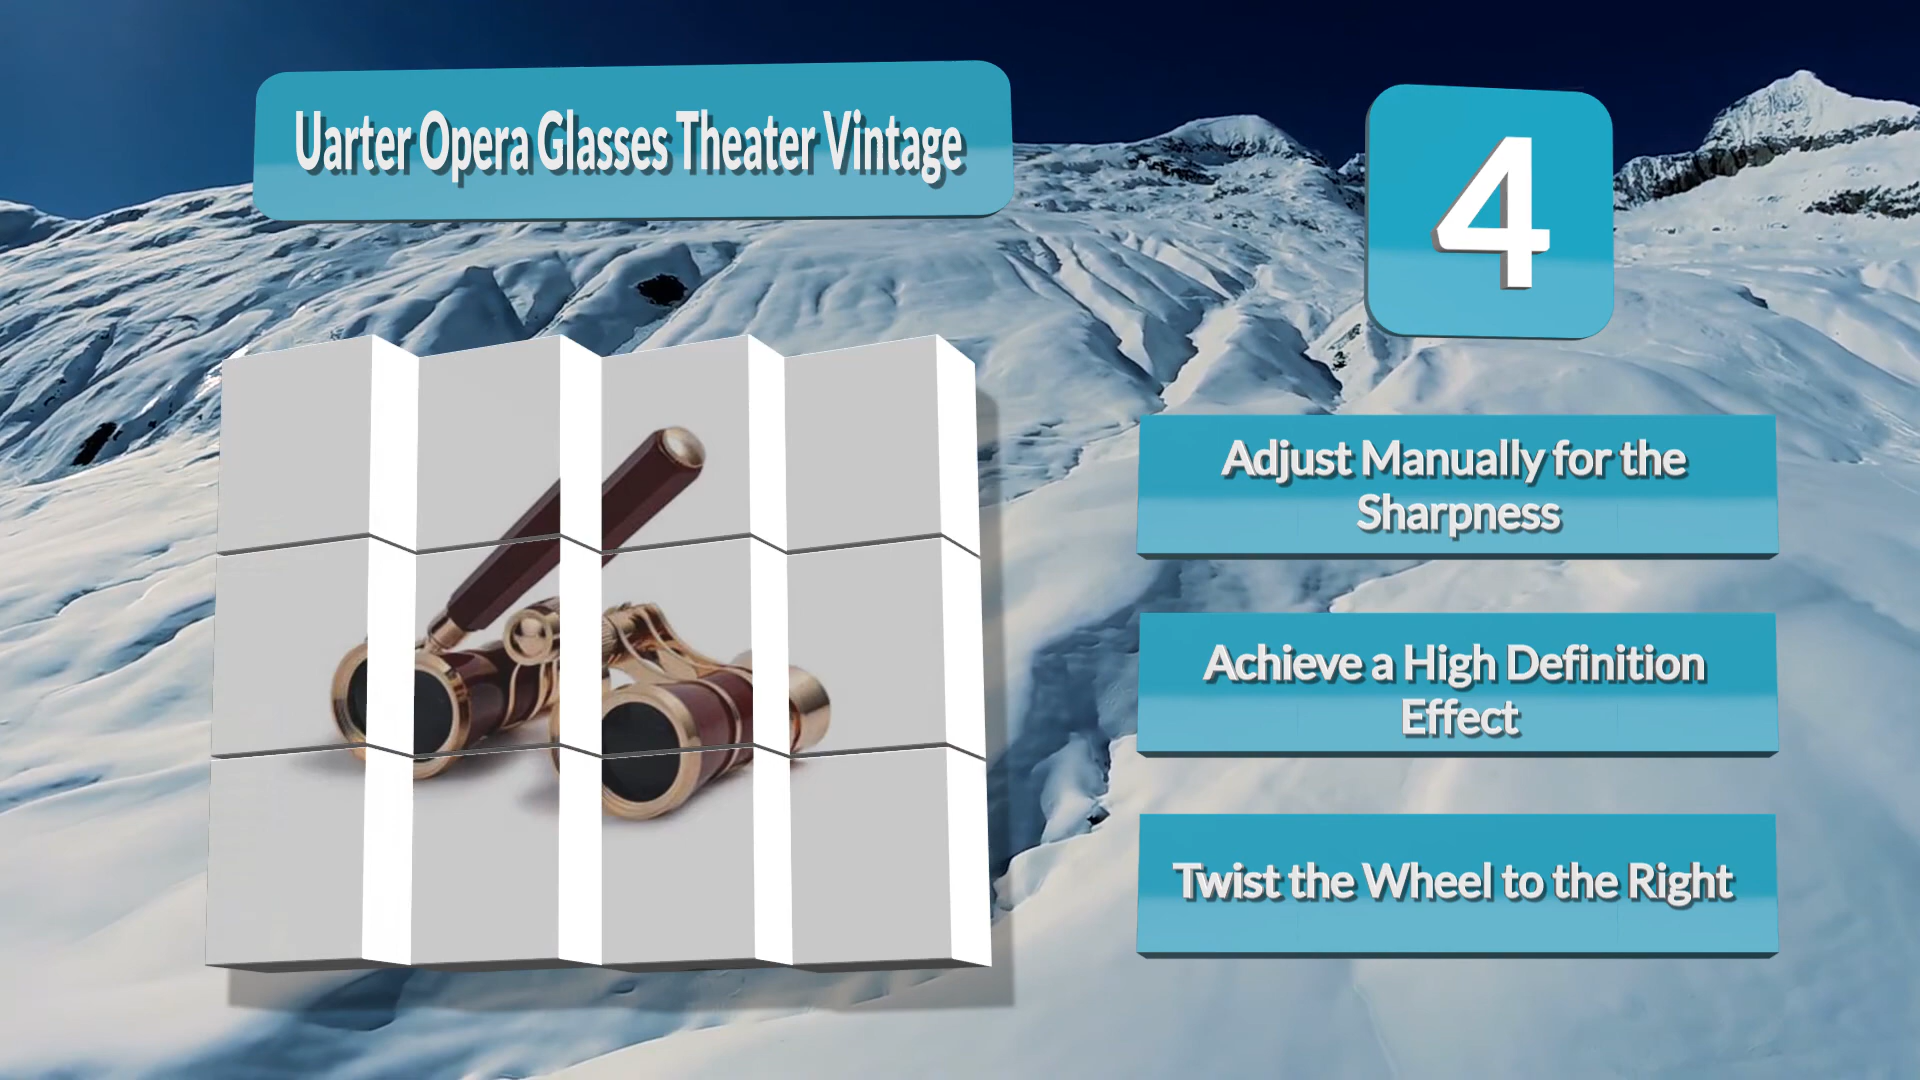 Uarter Opera Glasses Theater Vintage
4
Adjust Manually for the
Sharpness
Achieve a High Definition
Effect
Twist the Wheel to the Right